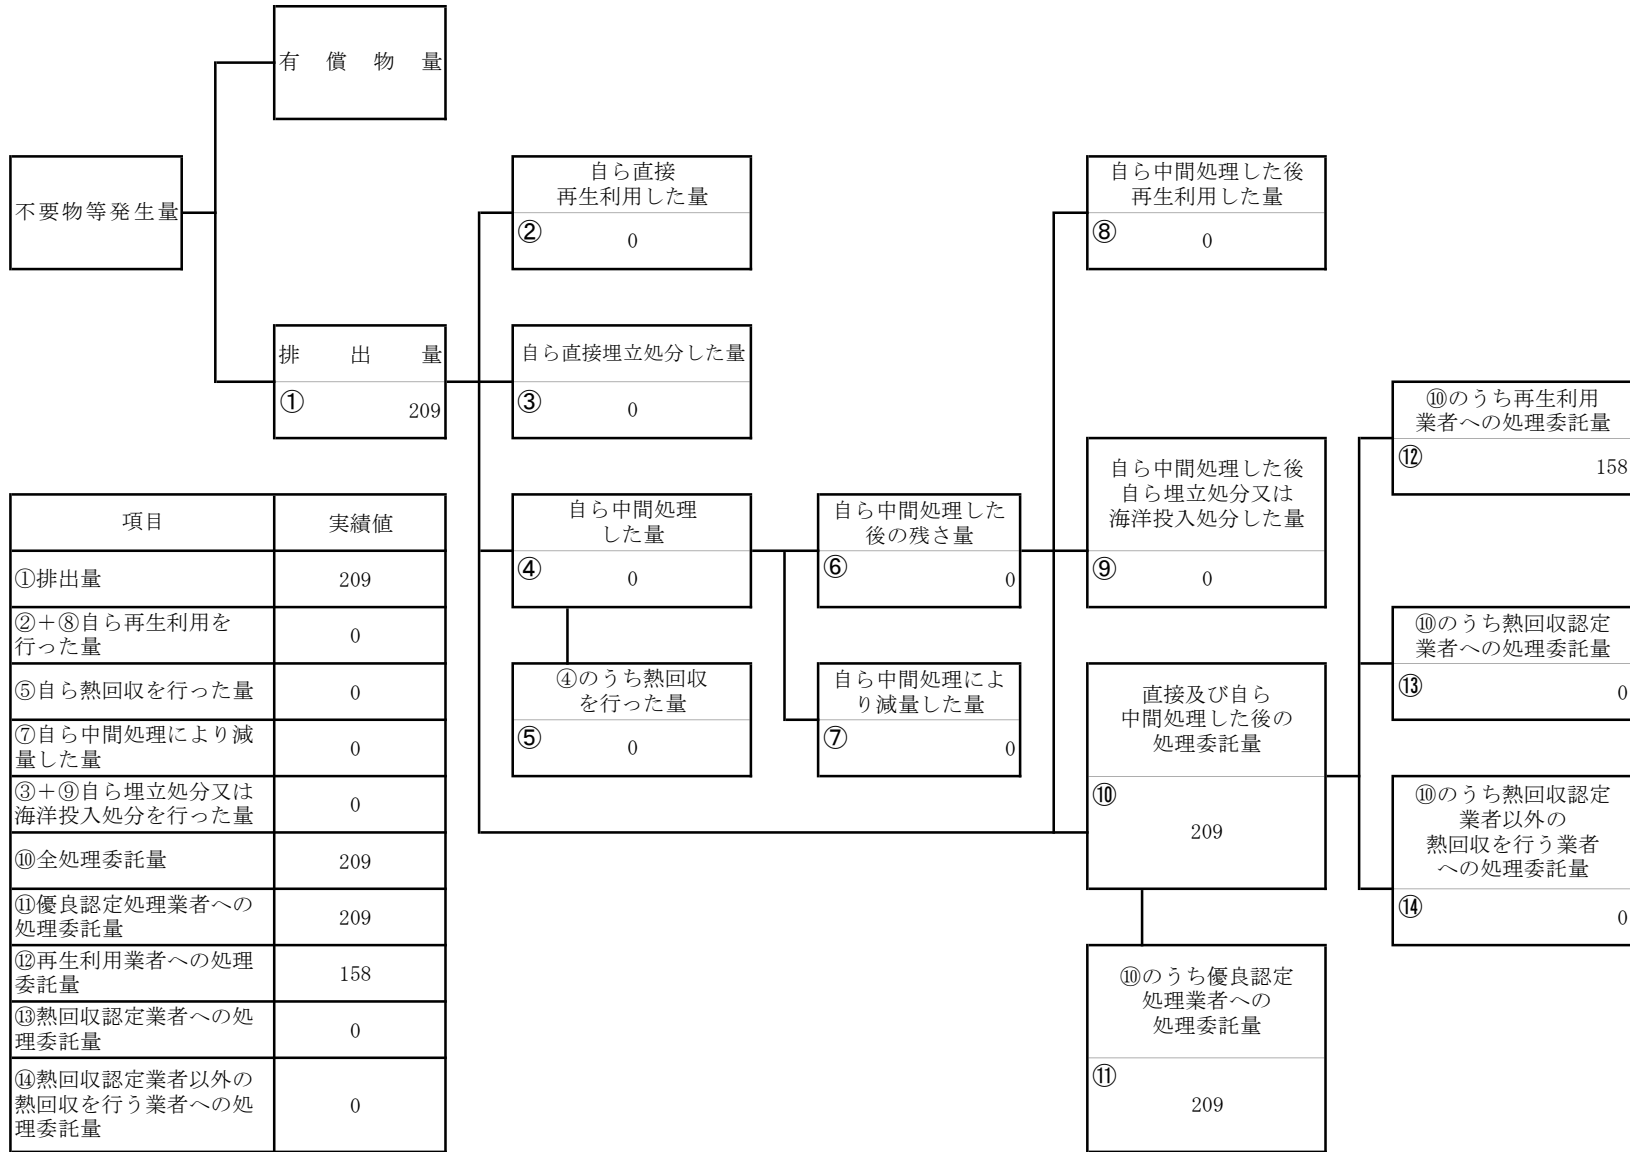 有償物量
不要物等発生量
排出量
①
209
自ら直接
再生利用した量
②
0
自ら直接埋立処分した量
③
0
自ら中間処理
した量
④
0
④のうち熱回収
を行った量
⑤
0
自ら中間処理した
後の残さ量
⑥
0
自ら中間処理によ
り減量した量
⑦
0
自ら中間処理した後
再生利用した量
⑧
0
自ら中間処理した後
自ら埋立処分又は
海洋投入処分した量
⑨
0
直接及び自ら
中間処理した後の
処理委託量
⑩
209
⑩のうち優良認定
処理業者への
処理委託量
⑪
209
⑩のうち再生利用
業者への処理委託量
⑫
158
⑩のうち熱回収認定
業者への処理委託量
⑬
0
⑩のうち熱回収認定
業者以外の
熱回収を行う業者
への処理委託量
⑭
0
項目 実績値
①排出量 209
②+⑧自ら再生利用を
行った量 0
⑤自ら熱回収を行った量 0
⑦自ら中間処理により減
量した量 0
③+⑨自ら埋立処分又は
海洋投入処分を行った量 0
⑩全処理委託量 209
⑪優良認定処理業者への
処理委託量 209
⑫再生利用業者への処理
委託量 158
⑬熱回収認定業者への処
理委託量 0
⑭熱回収認定業者以外の
熱回収を行う業者への処
理委託量 0